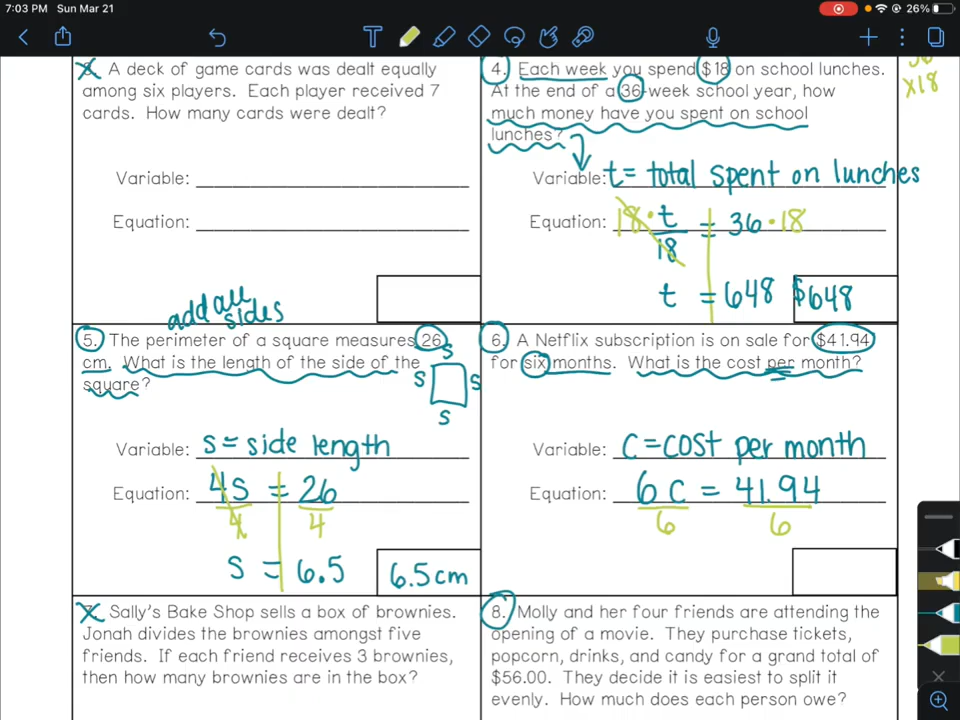 7:03 PM Sun Mar 21
26%
T
3. A deck of game cards was dealt equally
among six players. Each player received 7
cards. How many cards were dealt?
Variable:
Equation:
4. Each week you spend $18 on school lunches.
At the end of a 36-week school year, how
much money have you spent on school
lunches?
x18
Variable: t= total spent on lunches
Equation: 18 · t/18 = 36 · 18
t = 648
$648
add all
sides
5. The perimeter of a square measures 26
cm. What is the length of the side of the
square?
s
s
s
s
Variable: s= side length
Equation: 4s = 26
4 4
s = 6.5
6.5cm
6. A Netflix subscription is on sale for $41.94
for six months. What is the cost per month?
Variable: C=cost per month
Equation: 6C = 41.94
6 6
7. Sally's Bake Shop sells a box of brownies.
Jonah divides the brownies amongst five
friends. If each friend receives 3 brownies,
then how many brownies are in the box?
8. Molly and her four friends are attending the
opening of a movie. They purchase tickets,
popcorn, drinks, and candy for a grand total of
$56.00. They decide it is easiest to split it
evenly. How much does each person owe?